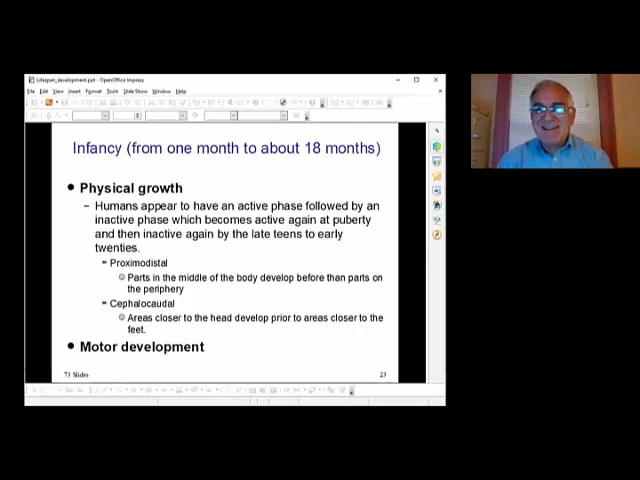 Lifespan_development.ppt - OpenOffice Impress
File Edit View Insert Format Tools Slide Show Window Help
Infancy (from one month to about 18 months)
Physical growth
– Humans appear to have an active phase followed by an
inactive phase which becomes active again at puberty
and then inactive again by the late teens to early
twenties.
Proximodistal
Parts in the middle of the body develop before than parts on
the periphery
Cephalocaudal
Areas closer to the head develop prior to areas closer to the
feet.
Motor development
73 Slides
23